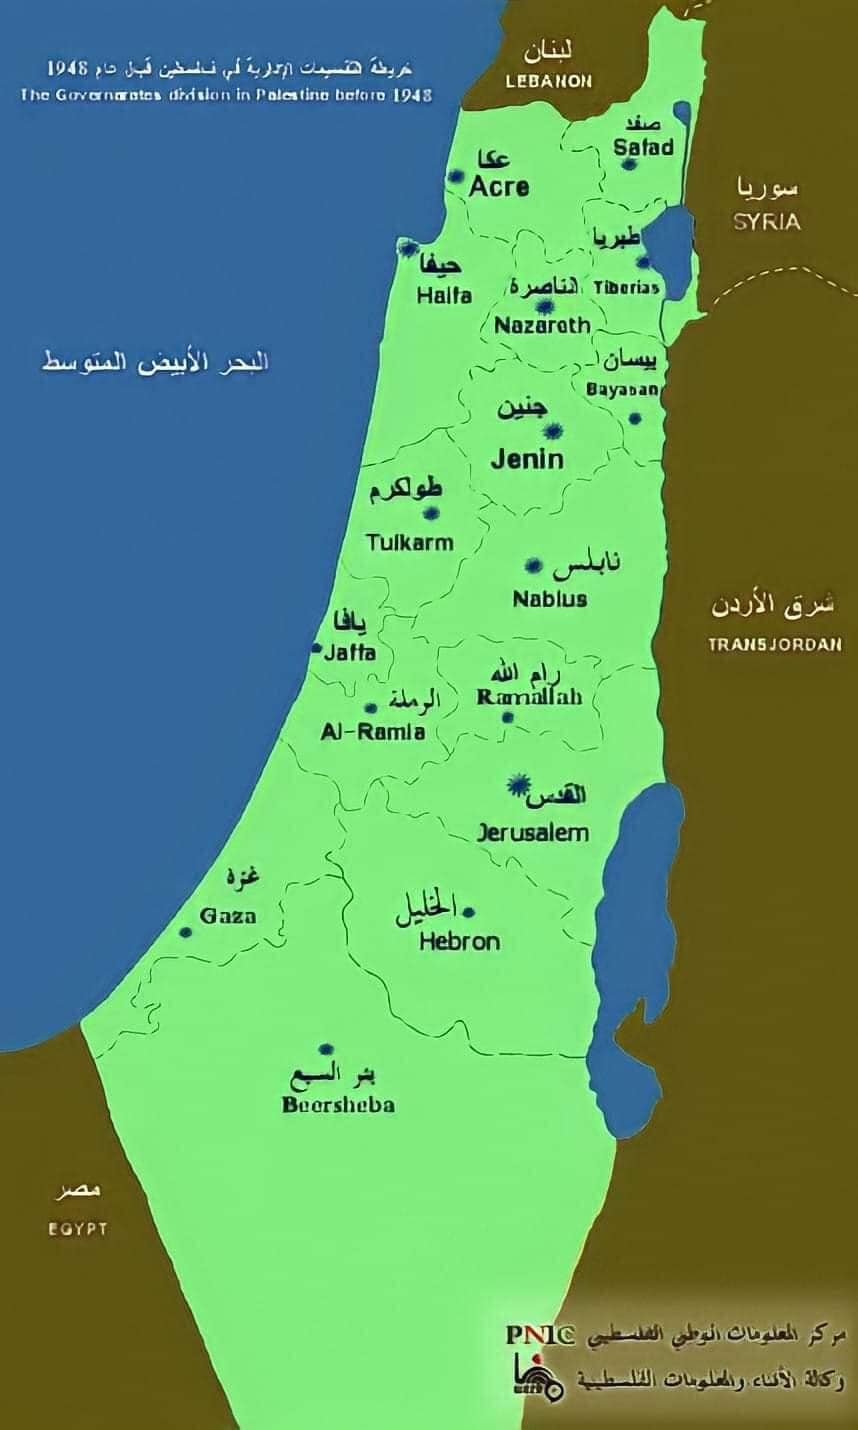 خريطة التقسيمات الإدارية في فلسطين قبل عام 1948
The Governorates division in Palestine before 1948
لبنان
LEBANON
صفد
Safad
عكا
Acre
سوريا
SYRIA
طبريا
Tiberias
حيفا
Haifa
الناصرة
Nazareth
البحر الأبيض المتوسط
بيسان
Baysan
جنين
Jenin
طولكرم
Tulkarm
نابلس
Nablus
شرق الأردن
TRANSJORDAN
يافا
Jaffa
رام الله
Ramallah
الرملة
Al-Ramla
القدس
Jerusalem
غزة
Gaza
الخليل
Hebron
بئر السبع
Beersheba
مصر
EGYPT
مركز المعلومات الوطني الفلسطيني PNIC
وكالة الأنباء والمعلومات الفلسطينية وفا